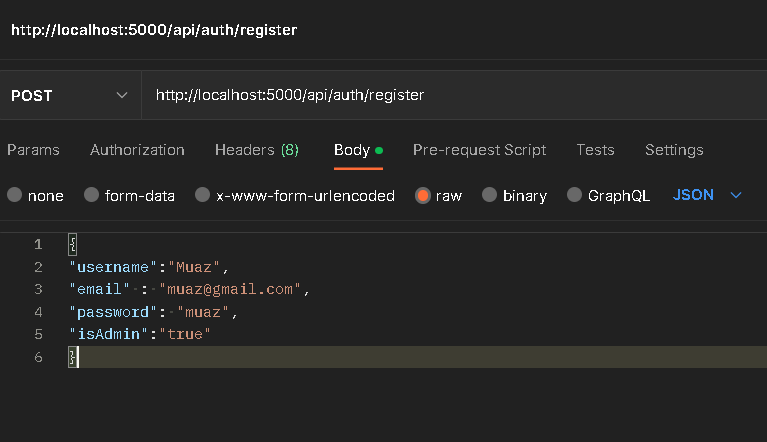 http://localhost:5000/api/auth/register
POST http://localhost:5000/api/auth/register
Params Authorization Headers (8) Body Pre-request Script Tests Settings
none form-data x-www-form-urlencoded raw binary GraphQL JSON
1 {
2 "username":"Muaz",
3 "email" : "muaz@gmail.com",
4 "password": "muaz",
5 "isAdmin":"true"
6 }